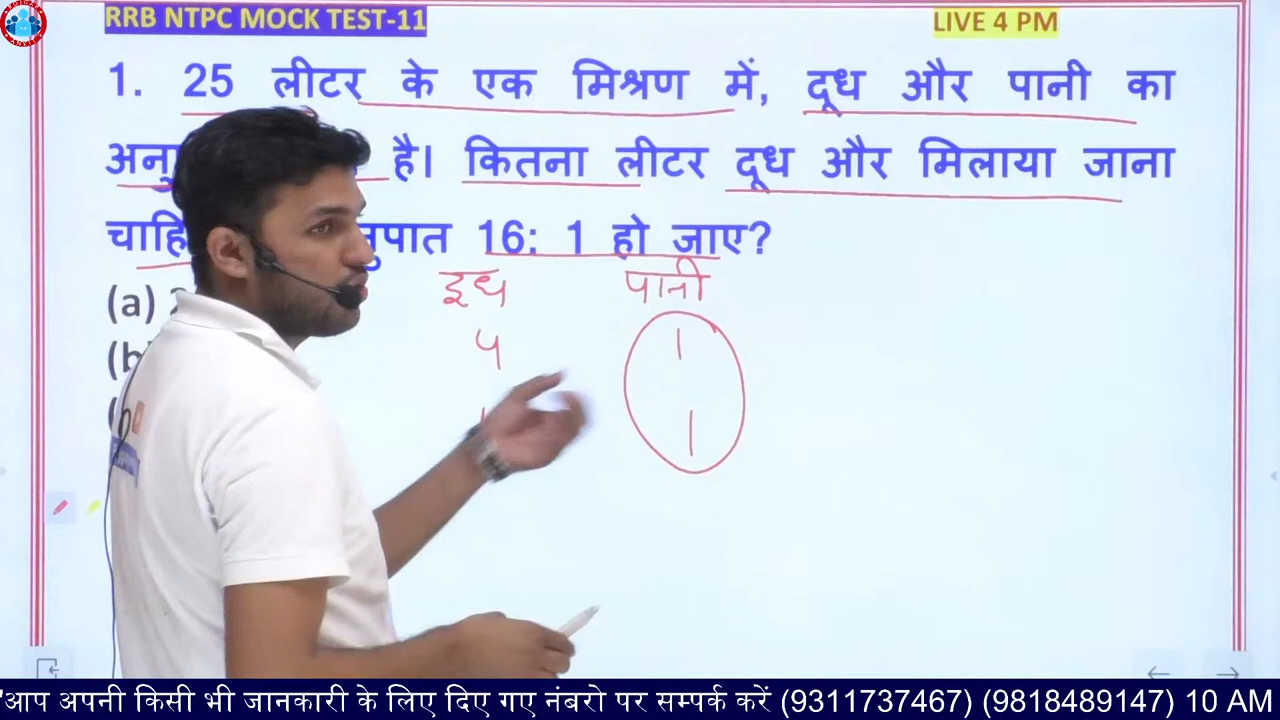 RRB NTPC MOCK TEST-11
LIVE 4 PM
1. 25 लीटर के एक मिश्रण में, दूध और पानी का
है। कितना लीटर दूध और मिलाया जाना
16: 1 हो जाए?
(a)
दुध पानी
4 1
1
"आप अपनी किसी भी जानकारी के लिए दिए गए नंबरो पर सम्पर्क करें (9311737467) (9818489147) 10 AM